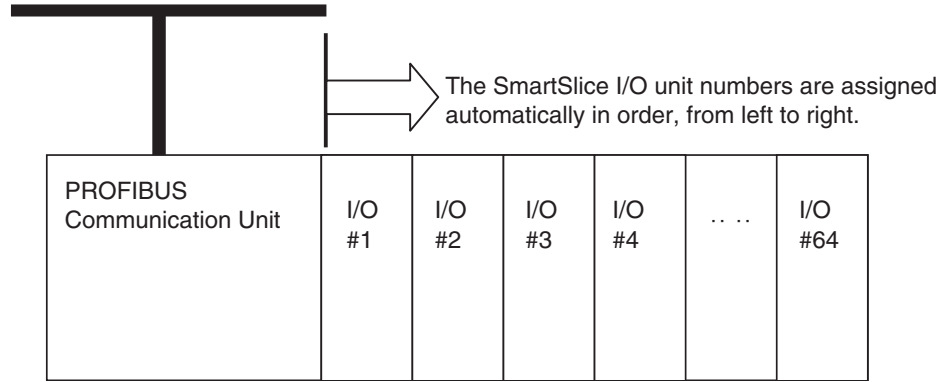 The SmartSlice I/O unit numbers are assigned
automatically in order, from left to right.
PROFIBUS
Communication Unit
I/O
#1
I/O
#2
I/O
#3
I/O
#4
.. ..
I/O
#64